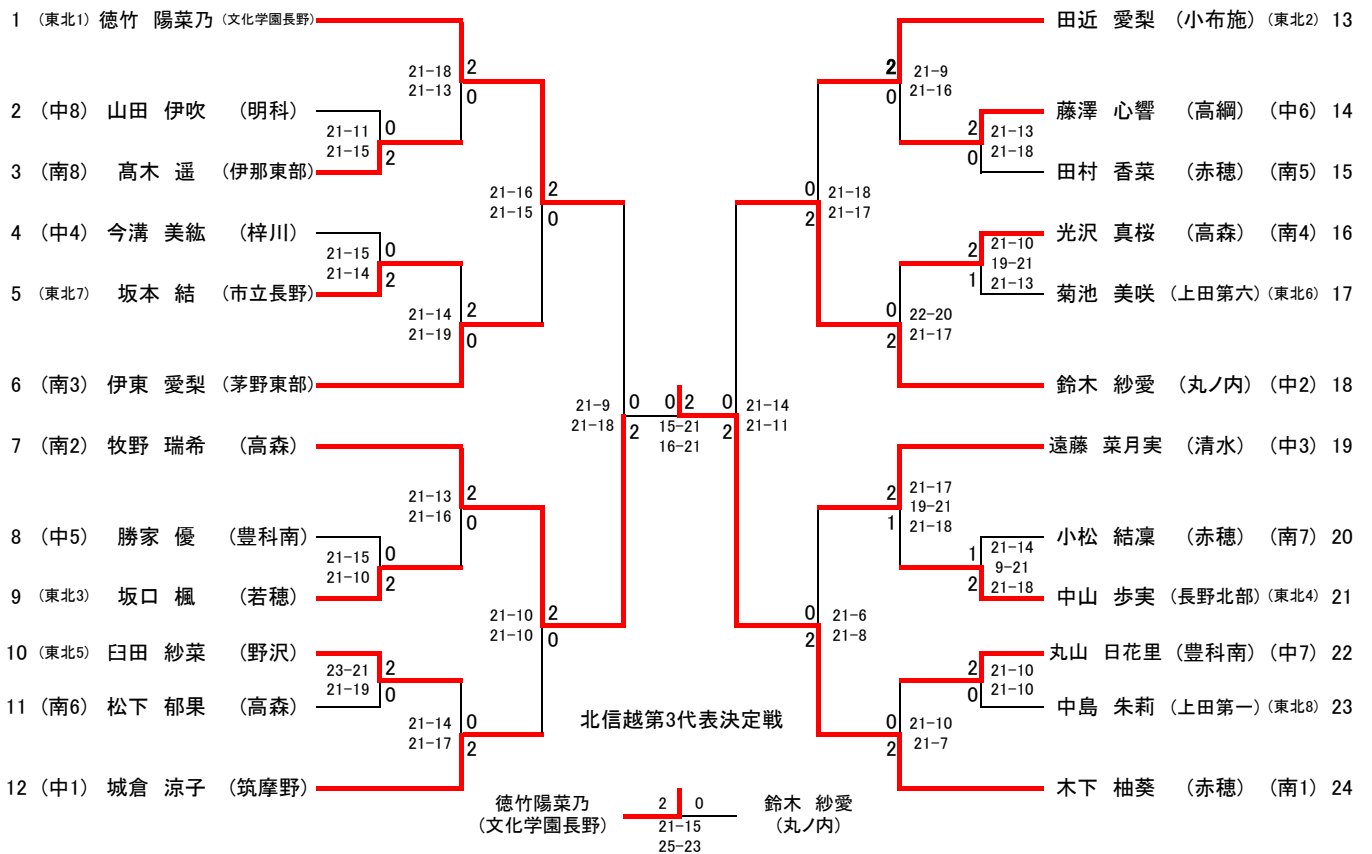 1 (東北1) 徳竹 陽菜乃 (文化学園長野)
21-18 2
21-13 0
2 (中8) 山田 伊吹 (明科)
21-11 0
21-15 2
3 (南8) 髙木 遥 (伊那東部)
21-16 2
21-15 0
4 (中4) 今溝 美紘 (梓川)
21-15 0
21-14 2
5 (東北7) 坂本 結 (市立長野)
21-14 2
21-19 0
6 (南3) 伊東 愛梨 (茅野東部)
21-9 0
21-18 2
7 (南2) 牧野 瑞希 (高森)
21-13 2
21-16 0
8 (中5) 勝家 優 (豊科南)
21-15 0
21-10 2
9 (東北3) 坂口 楓 (若穂)
21-10 2
21-10 0
10 (東北5) 臼田 紗菜 (野沢)
23-21 2
21-19 0
11 (南6) 松下 郁果 (高森)
21-14 0
21-17 2
12 (中1) 城倉 涼子 (筑摩野)
0 2
15-21
16-21
田近 愛梨 (小布施) (東北2) 13
2 21-9
0 21-16
藤澤 心響 (高綱) (中6) 14
2 21-13
0 21-18
田村 香菜 (赤穂) (南5) 15
0 21-18
2 21-17
光沢 真桜 (高森) (南4) 16
2 21-10
19-21
1 21-13
菊池 美咲 (上田第六) (東北6) 17
0 22-20
2 21-17
鈴木 紗愛 (丸ノ内) (中2) 18
0 21-14
2 21-11
遠藤 菜月実 (清水) (中3) 19
2 21-17
19-21
1 21-18
小松 結凜 (赤穂) (南7) 20
1 21-14
9-21
2 21-18
中山 歩実 (長野北部) (東北4) 21
0 21-6
2 21-8
丸山 日花里 (豊科南) (中7) 22
2 21-10
0 21-10
中島 朱莉 (上田第一) (東北8) 23
0 21-10
2 21-7
木下 柚葵 (赤穂) (南1) 24
北信越第3代表決定戦
徳竹陽菜乃 2 0 鈴木 紗愛
(文化学園長野) 21-15 (丸ノ内)
25-23